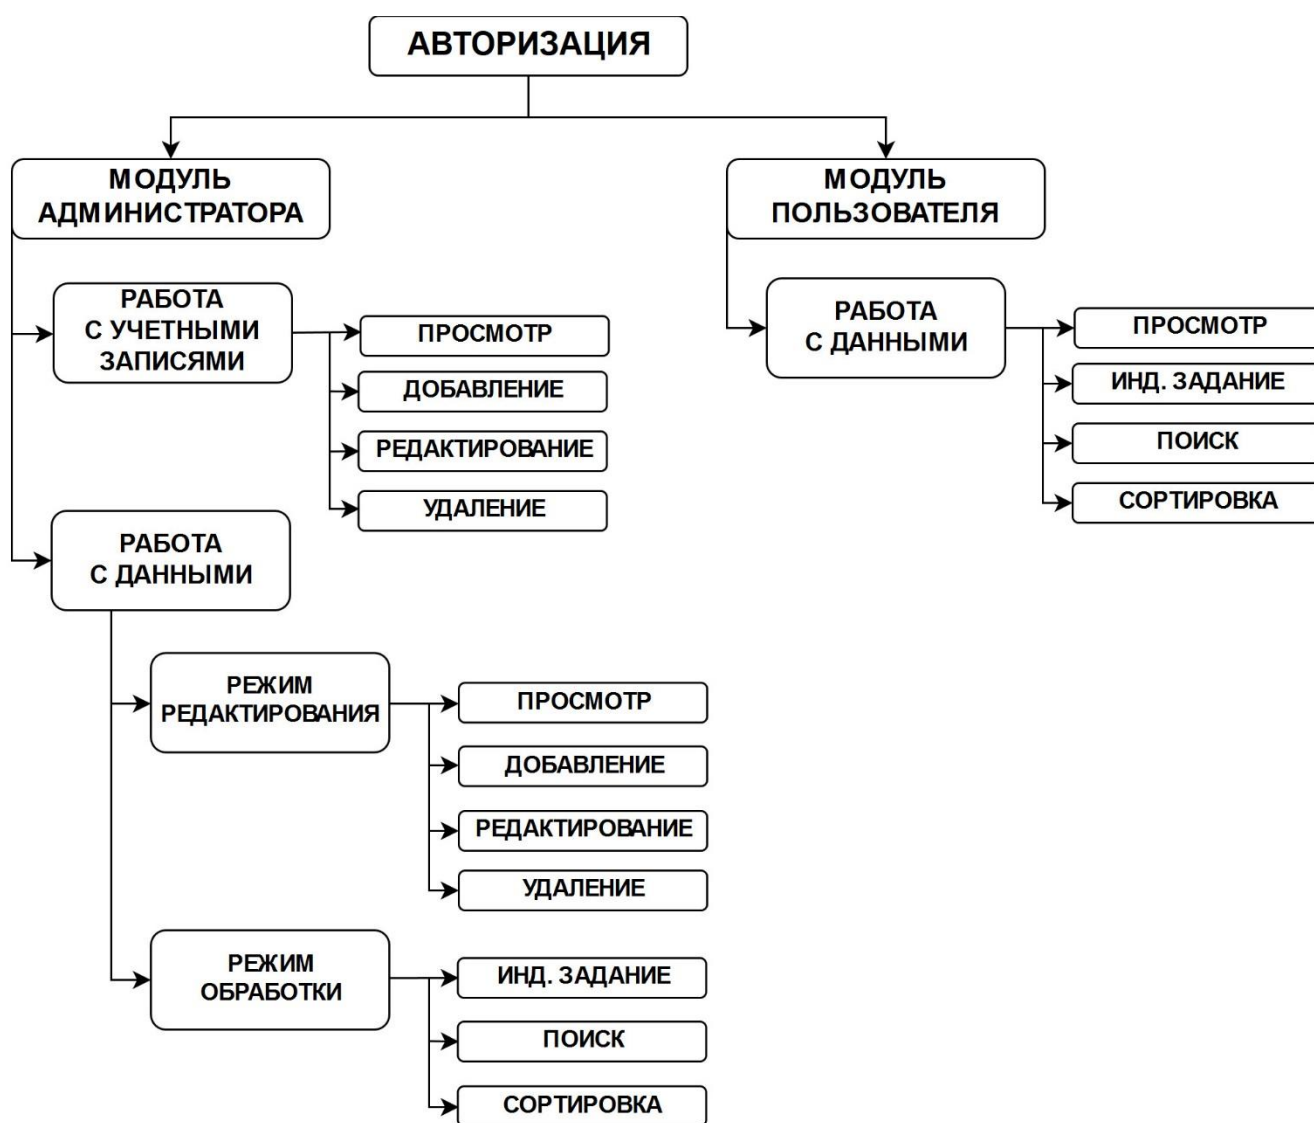 АВТОРИЗАЦИЯ
МОДУЛЬ
АДМИНИСТРАТОРА
РАБОТА
С УЧЕТНЫМИ
ЗАПИСЯМИ
ПРОСМОТР
ДОБАВЛЕНИЕ
РЕДАКТИРОВАНИЕ
УДАЛЕНИЕ
РАБОТА
С ДАННЫМИ
РЕЖИМ
РЕДАКТИРОВАНИЯ
ПРОСМОТР
ДОБАВЛЕНИЕ
РЕДАКТИРОВАНИЕ
УДАЛЕНИЕ
РЕЖИМ
ОБРАБОТКИ
ИНД. ЗАДАНИЕ
ПОИСК
СОРТИРОВКА
МОДУЛЬ
ПОЛЬЗОВАТЕЛЯ
РАБОТА
С ДАННЫМИ
ПРОСМОТР
ИНД. ЗАДАНИЕ
ПОИСК
СОРТИРОВКА